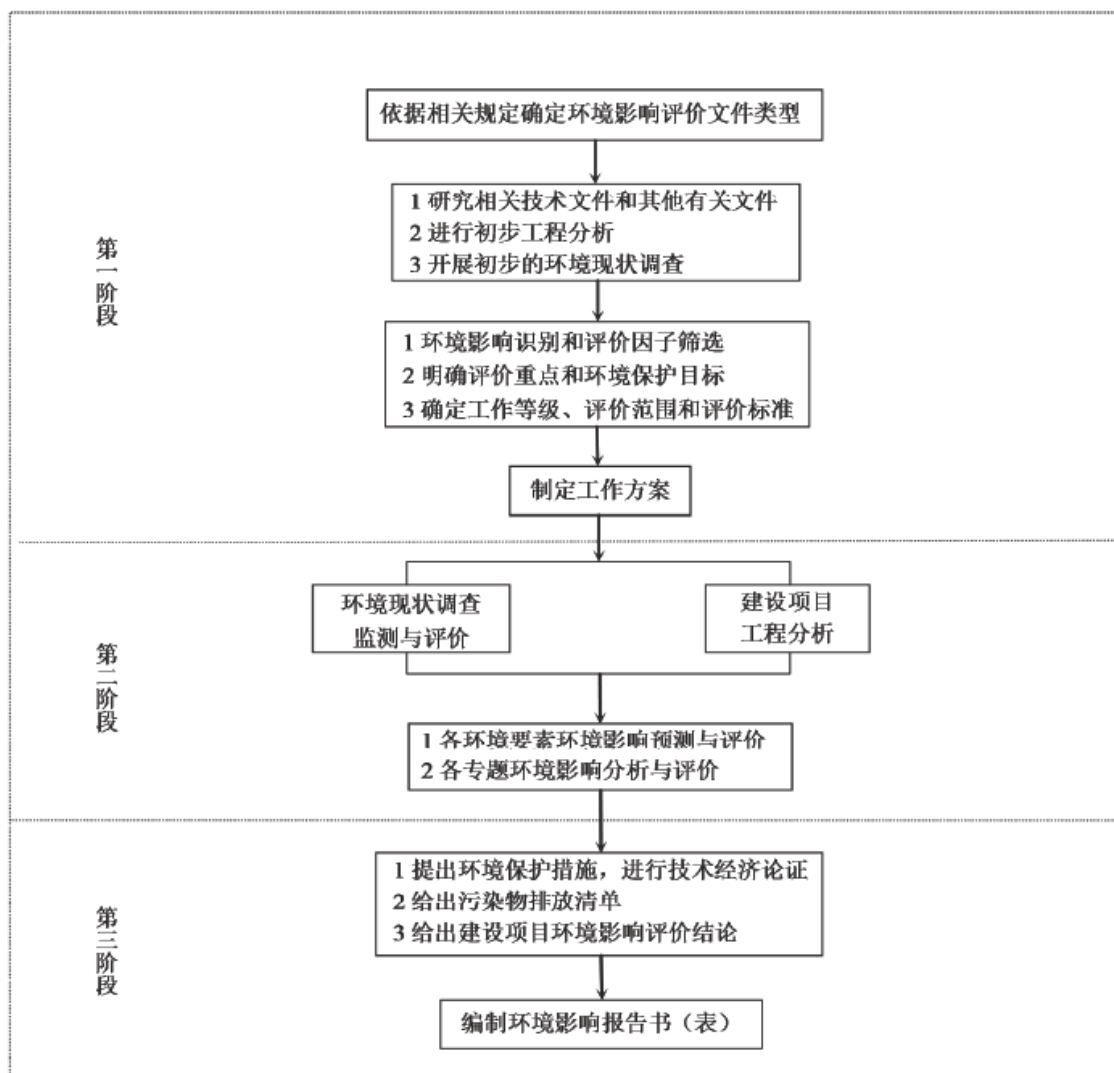 依据相关规定确定环境影响评价文件类型
1 研究相关技术文件和其他有关文件
2 进行初步工程分析
3 开展初步的环境现状调查
第一阶段
1 环境影响识别和评价因子筛选
2 明确评价重点和环境保护目标
3 确定工作等级、评价范围和评价标准
制定工作方案
环境现状调查
监测与评价
建设项目
工程分析
第二阶段
1 各环境要素环境影响预测与评价
2 各专题环境影响分析与评价
1 提出环境保护措施，进行技术经济论证
2 给出污染物排放清单
3 给出建设项目环境影响评价结论
第三阶段
编制环境影响报告书（表）